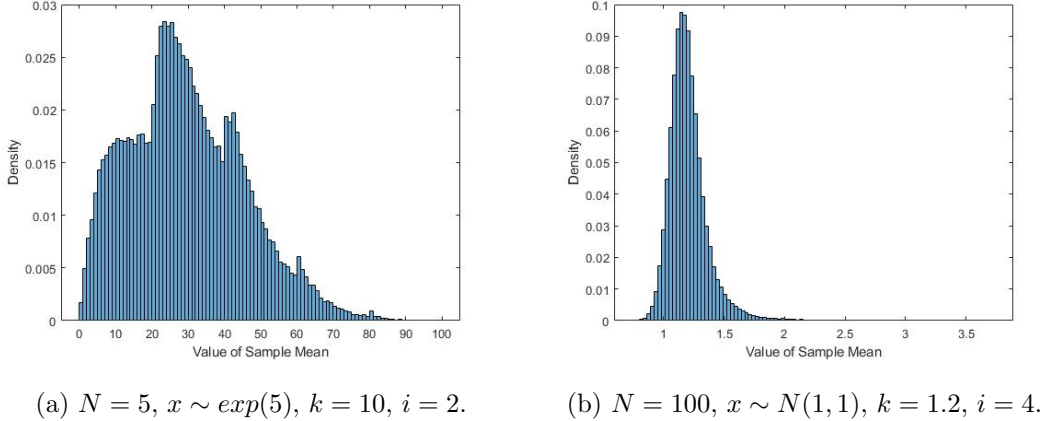 0.03
0.025
0.02
0.015
0.01
0.005
0
Density
0 10 20 30 40 50 60 70 80 90 100
Value of Sample Mean
0.1
0.09
0.08
0.07
0.06
0.05
0.04
0.03
0.02
0.01
0
Density
1 1.5 2 2.5 3 3.5
Value of Sample Mean
(a) N = 5, x ∼ exp(5), k = 10, i = 2.
(b) N = 100, x ∼ N(1, 1), k = 1.2, i = 4.